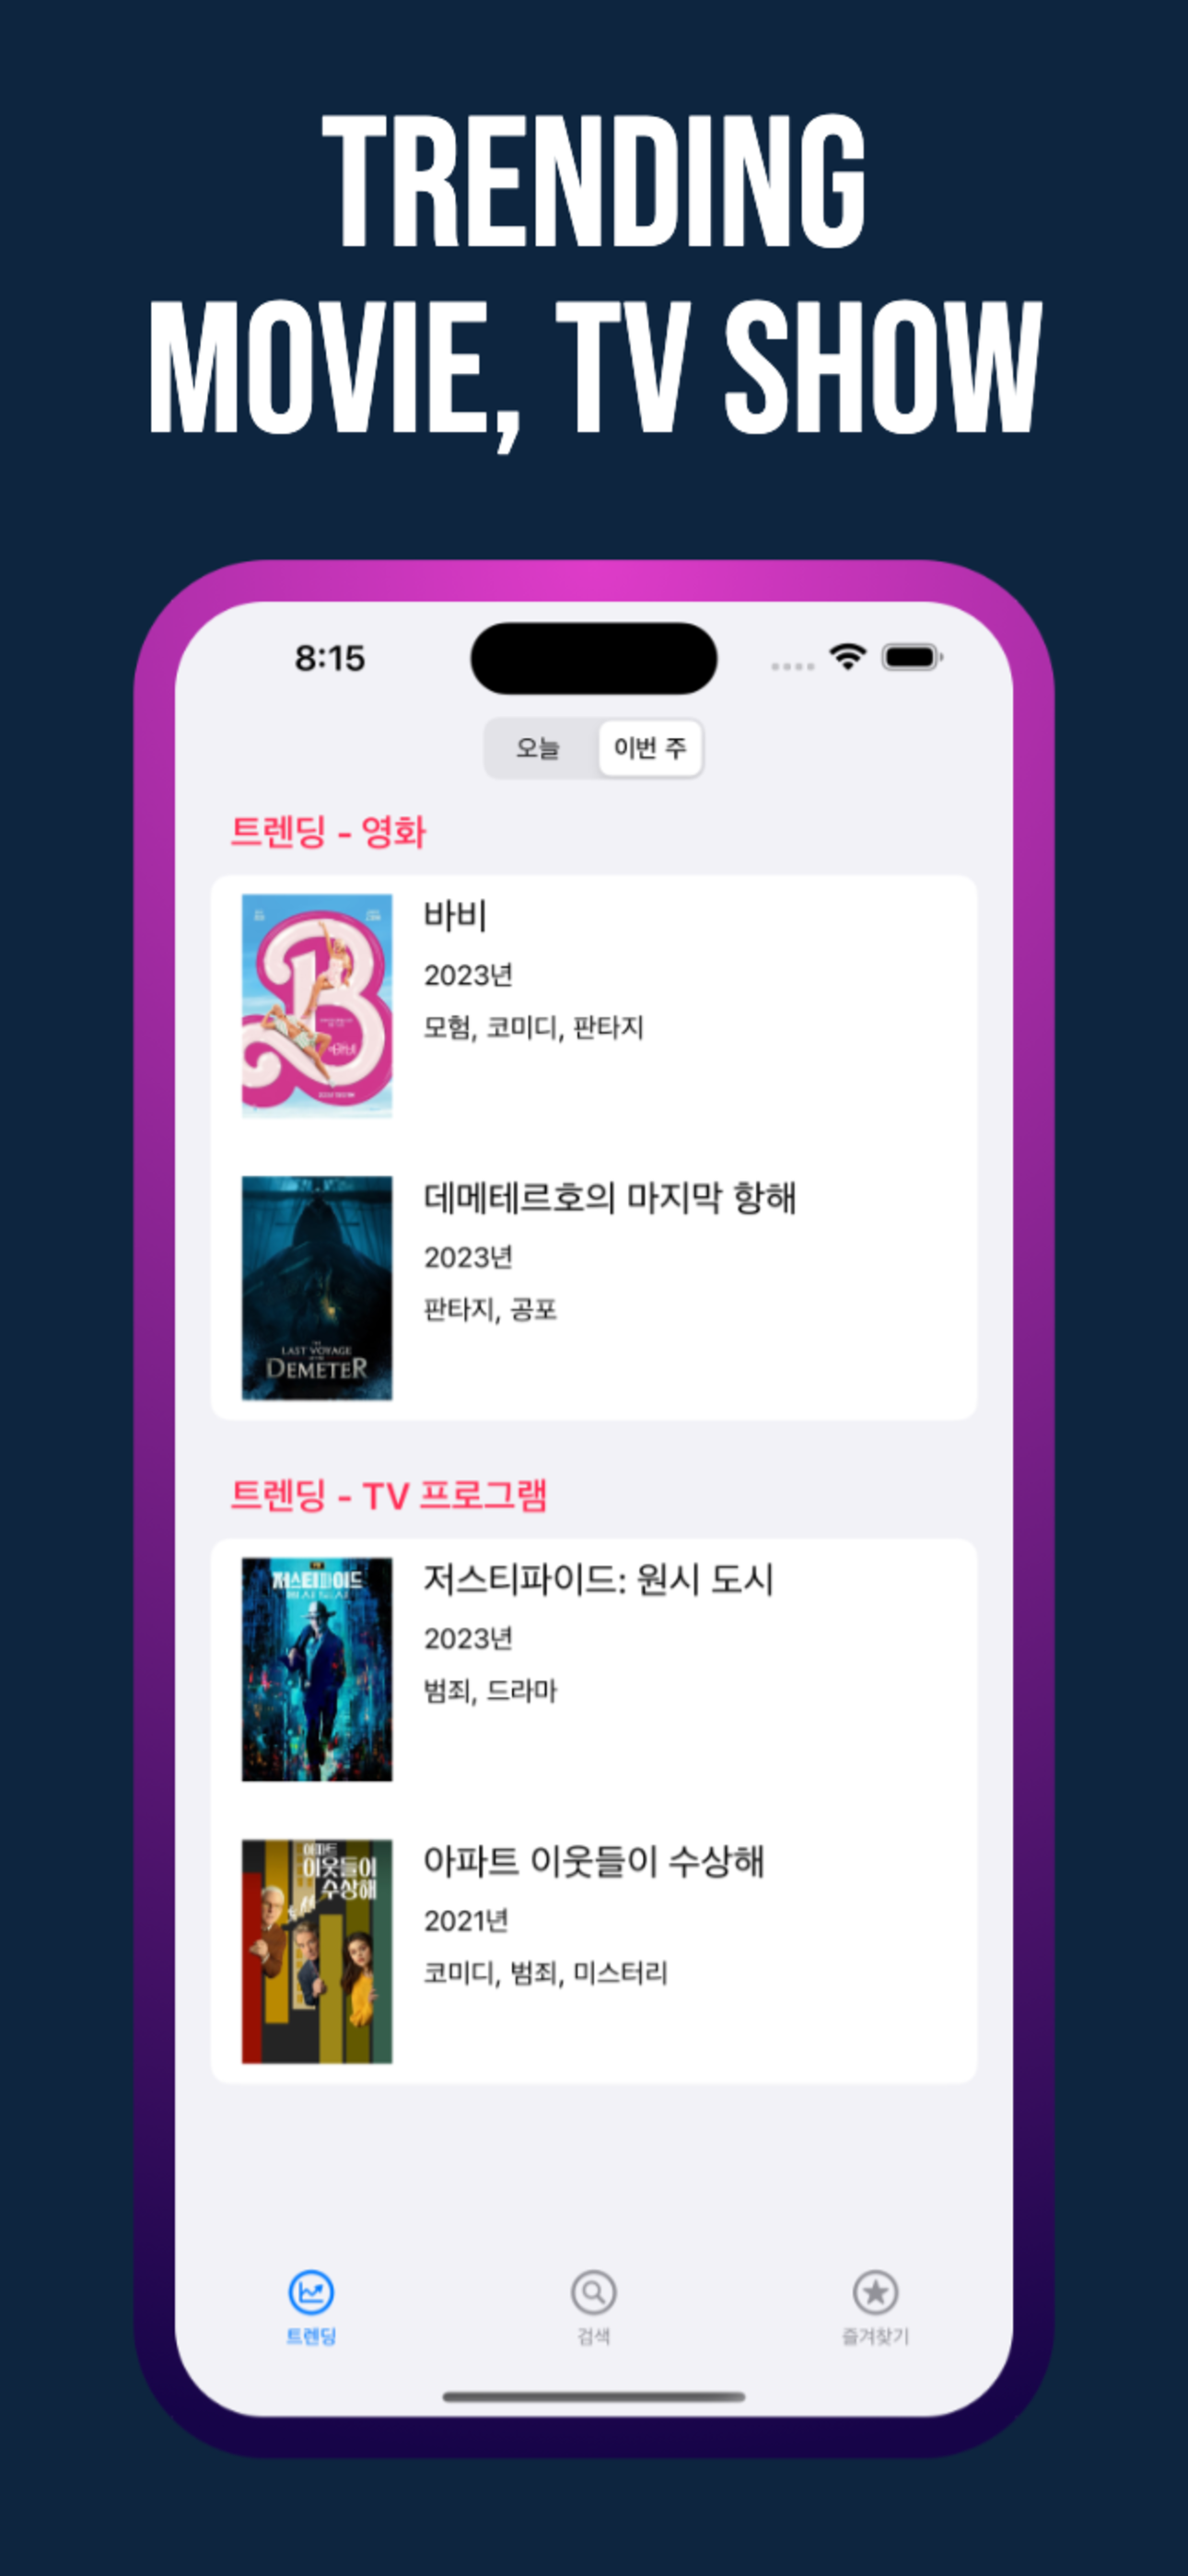 TRENDING
MOVIE, TV SHOW
8:15
오늘
이번 주
트렌딩 - 영화
바비
2023년
모험, 코미디, 판타지
데메테르호의 마지막 항해
2023년
판타지, 공포
LAST VOYAGE
DEMETER
트렌딩 - TV 프로그램
저스티파이드
저스티파이드: 원시 도시
2023년
범죄, 드라마
아파트
이웃들이
수상해
아파트 이웃들이 수상해
2021년
코미디, 범죄, 미스터리
트렌딩
검색
즐겨찾기